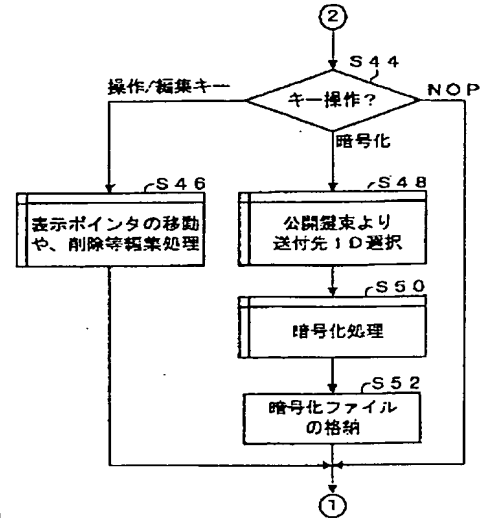 ②
S44
操作/編集キー
キー操作?
NOP
暗号化
S46
S48
表示ポインタの移動
や、削除等編集処理
公開鍵束より
送付先ID選択
S50
暗号化処理
S52
暗号化ファイル
の格納
①